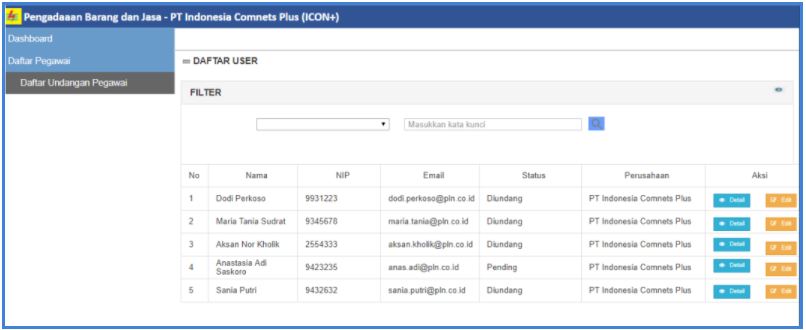 Pengadaaan Barang dan Jasa - PT Indonesia Comnets Plus (ICON+)
Dashboard
Daftar Pegawai
Daftar Undangan Pegawai
DAFTAR USER
FILTER
Masukkan kata kunci
No Nama NIP Email Status Perusahaan Aksi
1 Dodi Perkoso 9931223 dodi.perkoso@pln.co.id Diundang PT Indonesia Comnets Plus Detail Edit
2 Maria Tania Sudrat 9345678 maria.tania@pln.co.id Diundang PT Indonesia Comnets Plus Detail Edit
3 Aksan Nor Kholik 2554333 aksan.kholik@pln.co.id Diundang PT Indonesia Comnets Plus Detail Edit
4 Anastasia Adi Saskoro 9423235 anas.adi@pln.co.id Pending PT Indonesia Comnets Plus Detail Edit
5 Sania Putri 9432632 sania.putri@pln.co.id Diundang PT Indonesia Comnets Plus Detail Edit